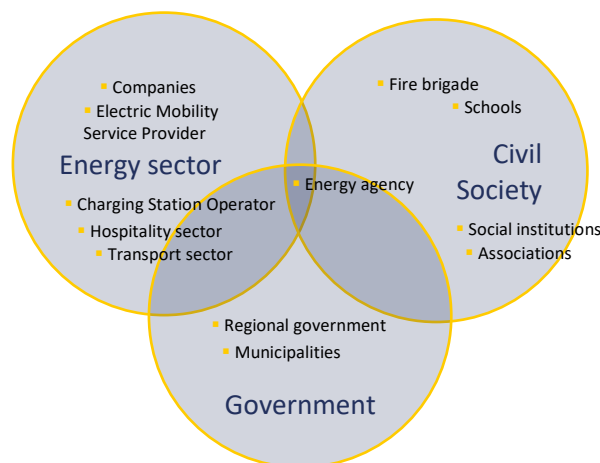 ▪ Companies
▪ Electric Mobility
Service Provider
Energy sector
▪ Charging Station Operator
▪ Hospitality sector
▪ Transport sector
▪ Fire brigade
▪ Schools
Civil
Society
▪ Social institutions
▪ Associations
▪ Energy agency
▪ Regional government
▪ Municipalities
Government